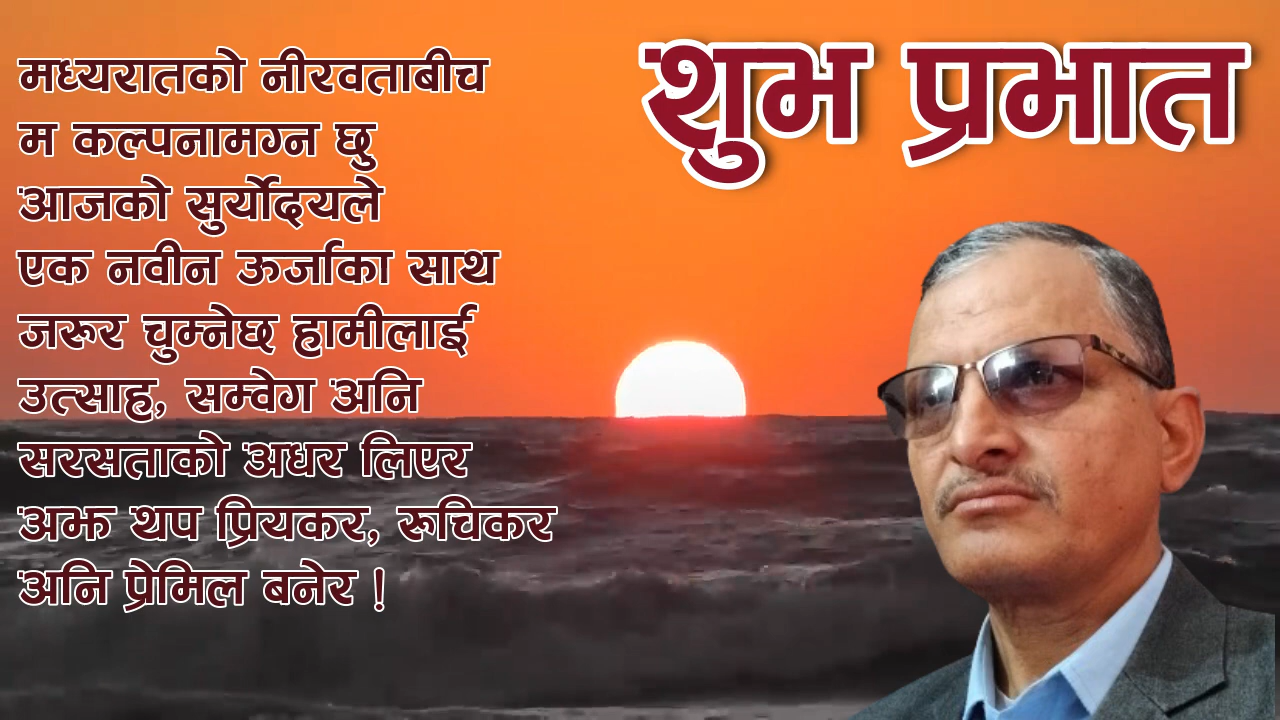 शुभ प्रभात
मध्यरातको नीरवताबीच
म कल्पनामग्न छु
आजको सुर्योदयले
एक नवीन ऊर्जाका साथ
जरूर चुम्नेछ हामीलाई
उत्साह, सम्वेग अनि
सरसताको अधर लिएर
अझ थप प्रियकर, रूचिकर
अनि प्रेमिल बनेर !